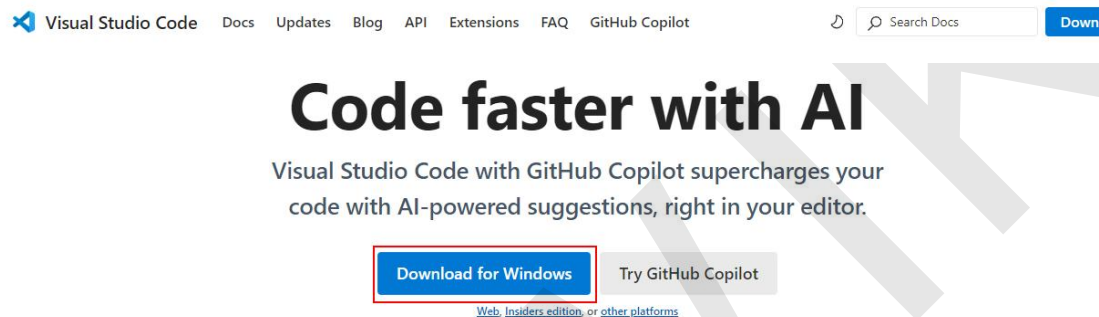 Visual Studio Code Docs Updates Blog API Extensions FAQ GitHub Copilot Search Docs Down
Code faster with AI
Visual Studio Code with GitHub Copilot supercharges your
code with AI-powered suggestions, right in your editor.
Download for Windows Try GitHub Copilot
Web, Insiders edition, or other platforms